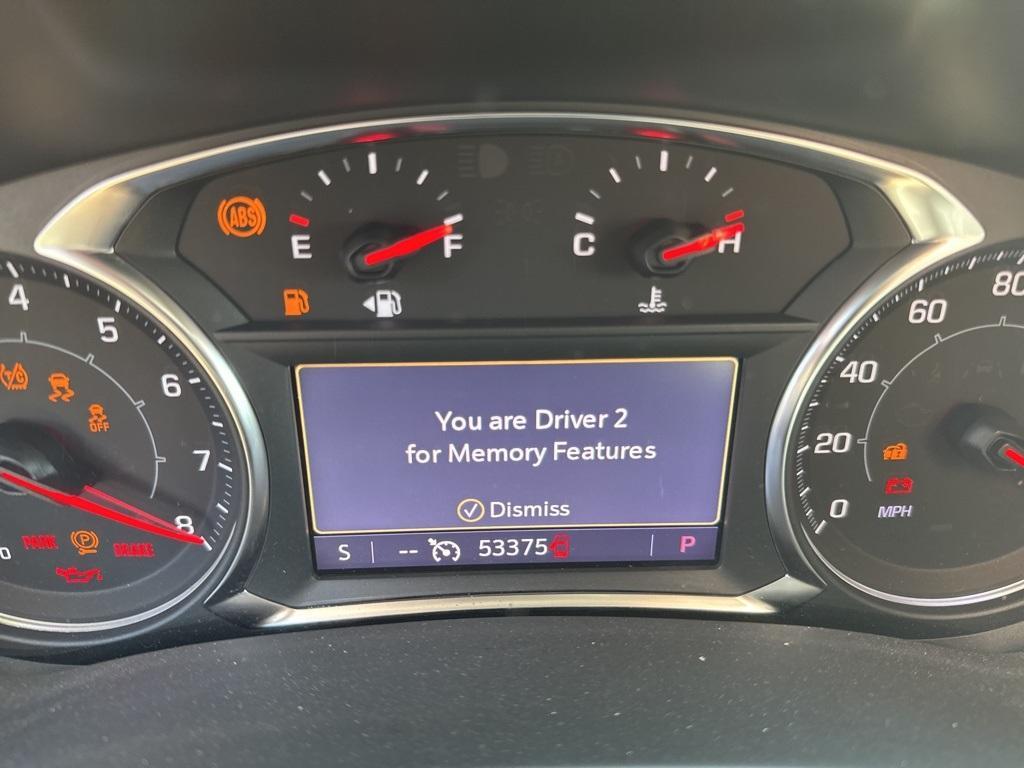 ABS
E F C H
4 5 6 7 8
OFF
PARK P BRAKE
0
You are Driver 2
for Memory Features
Dismiss
S -- 53375 P
80
60
40
20
0
MPH